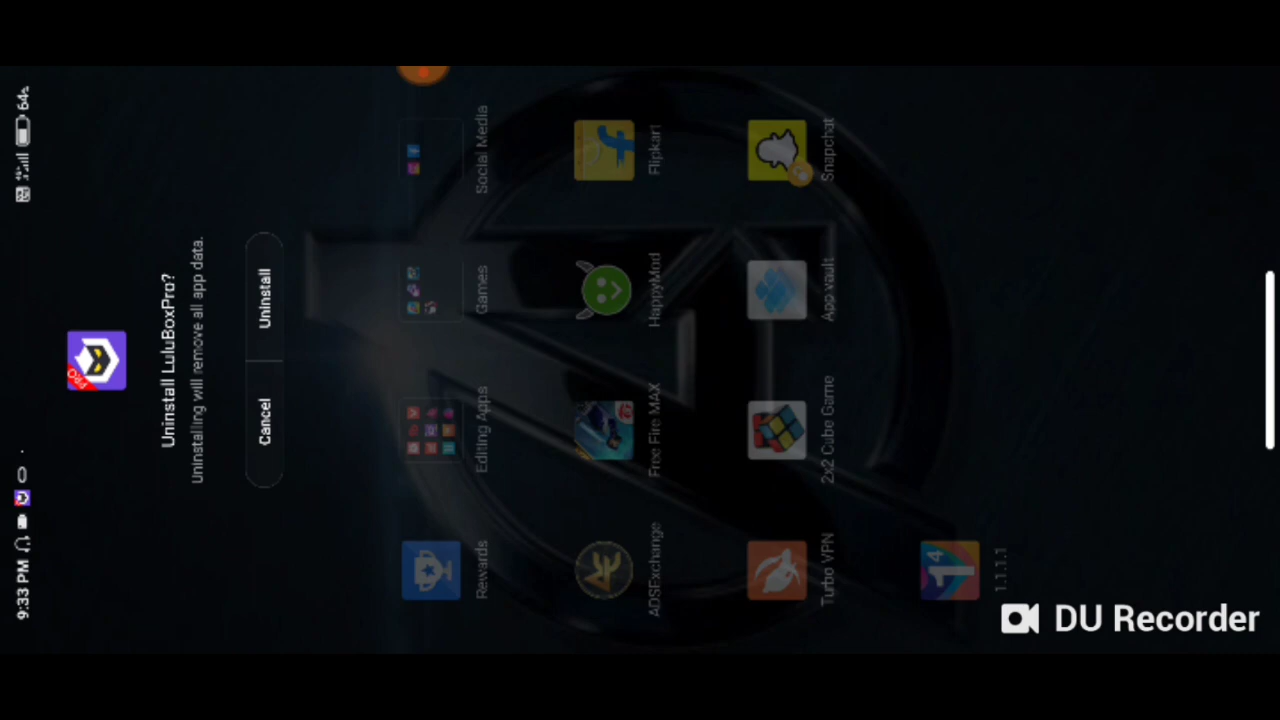 9:33 PM
64
Uninstall LuluBoxPro?
Uninstalling will remove all app data.
Cancel
Uninstall
Rewards
Editing Apps
Games
Social Media
ADSExchange
Free Fire MAX
HappyMod
Flipkart
Turbo VPN
2x2 Cube Game
App vault
Snapchat
1.1.1.1
PRO
DU Recorder